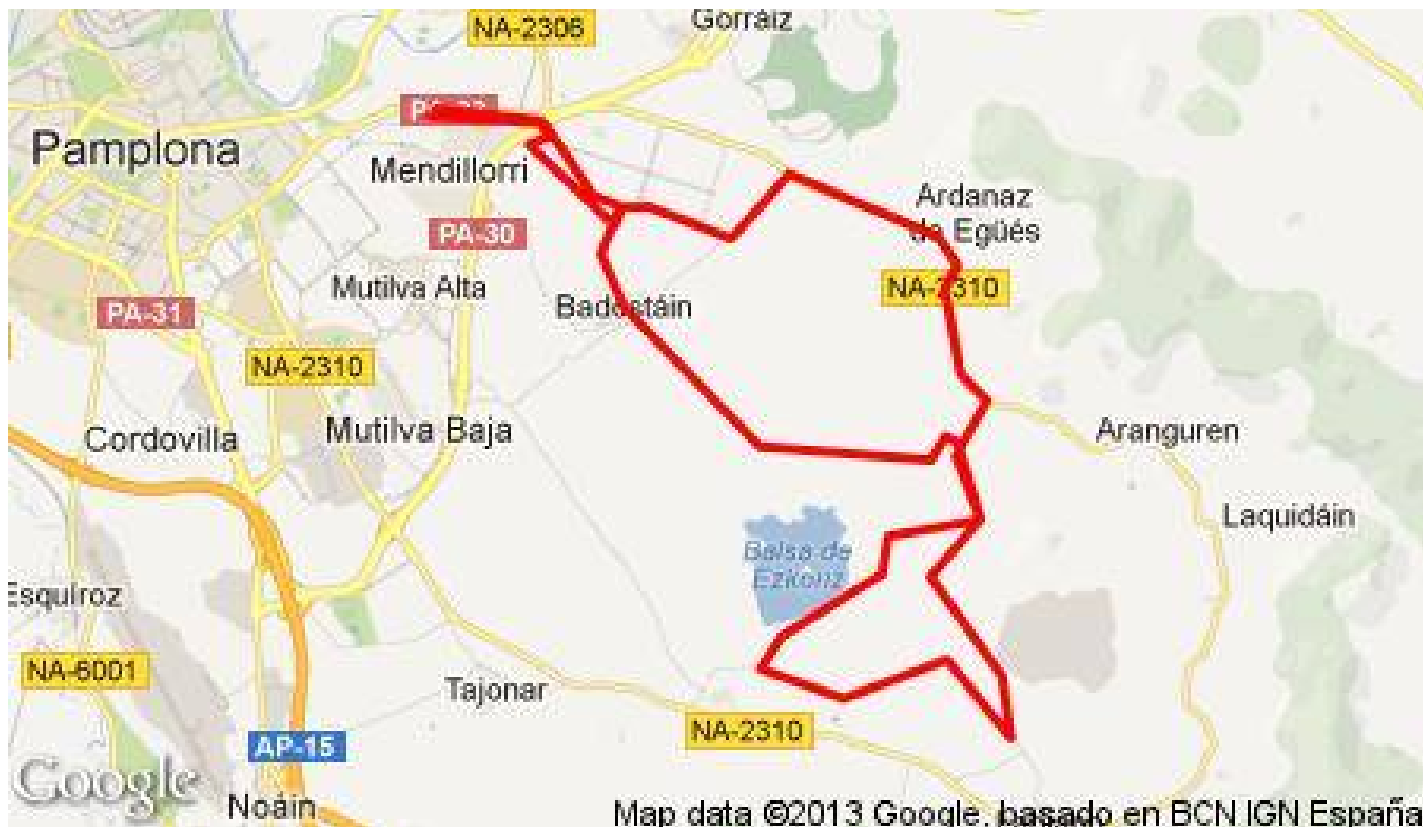 Gorráiz
NA-2306
Pamplona
Mendillorri
Ardanaz
de Egüés
PA-30
Mutilva Alta
NA-2310
Badostáin
PA-31
NA-2310
Cordovilla
Mutilva Baja
Aranguren
Laquidáin
Balsa de
Ezkoriz
Esquíroz
NA-6001
Tajonar
NA-2310
AP-15
Google
Noáin
Map data ©2013 Google, basado en BCN IGN España